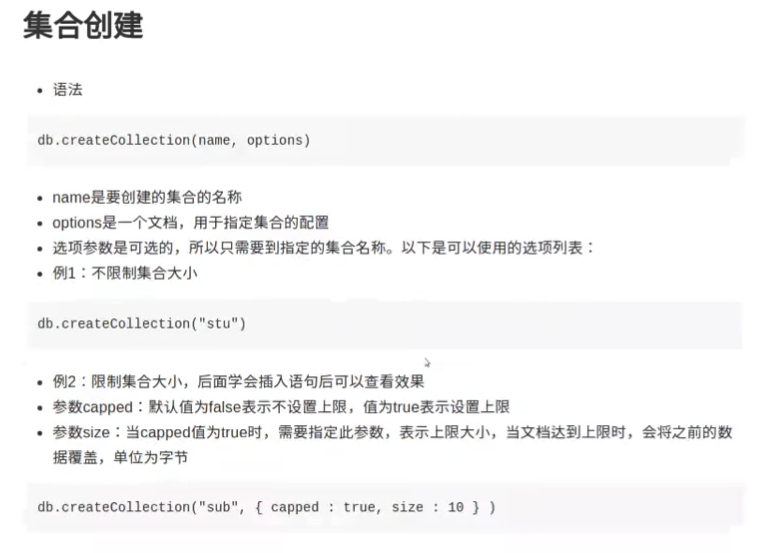 集合创建
语法
db.createCollection(name, options)
name是要创建的集合的名称
options是一个文档，用于指定集合的配置
选项参数是可选的，所以只需要到指定的集合名称。以下是可以使用的选项列表：
例1：不限制集合大小
db.createCollection("stu")
例2：限制集合大小，后面学会插入语句后可以查看效果
参数capped：默认值为false表示不设置上限，值为true表示设置上限
参数size：当capped值为true时，需要指定此参数，表示上限大小，当文档达到上限时，会将之前的数
据覆盖，单位为字节
db.createCollection("sub", { capped : true, size : 10 } )